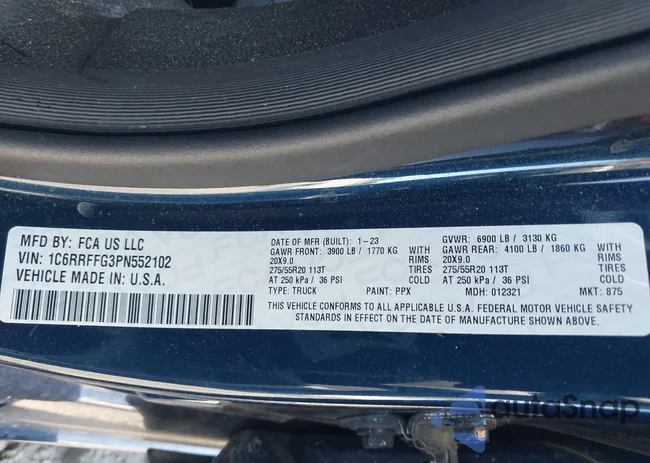 MFD BY: FCA US LLC
VIN: 1C6RRFFG3PN552102
VEHICLE MADE IN: U.S.A.
DATE OF MFR (BUILT): 1-23
GAWR FRONT: 3900 LB / 1770 KG WITH
20X9.0 RIMS
275/55R20 113T TIRES
AT 250 kPa / 36 PSI COLD
TYPE: TRUCK PAINT: PPX
GVWR: 6900 LB / 3130 KG
GAWR REAR: 4100 LB / 1860 KG WITH
20X9.0 RIMS
275/55R20 113T TIRES
AT 250 kPa / 36 PSI COLD
MDH: 012321 MKT: 875
THIS VEHICLE CONFORMS TO ALL APPLICABLE U.S.A. FEDERAL MOTOR VEHICLE SAFETY
STANDARDS IN EFFECT ON THE DATE OF MANUFACTURE SHOWN ABOVE.
autoSnap